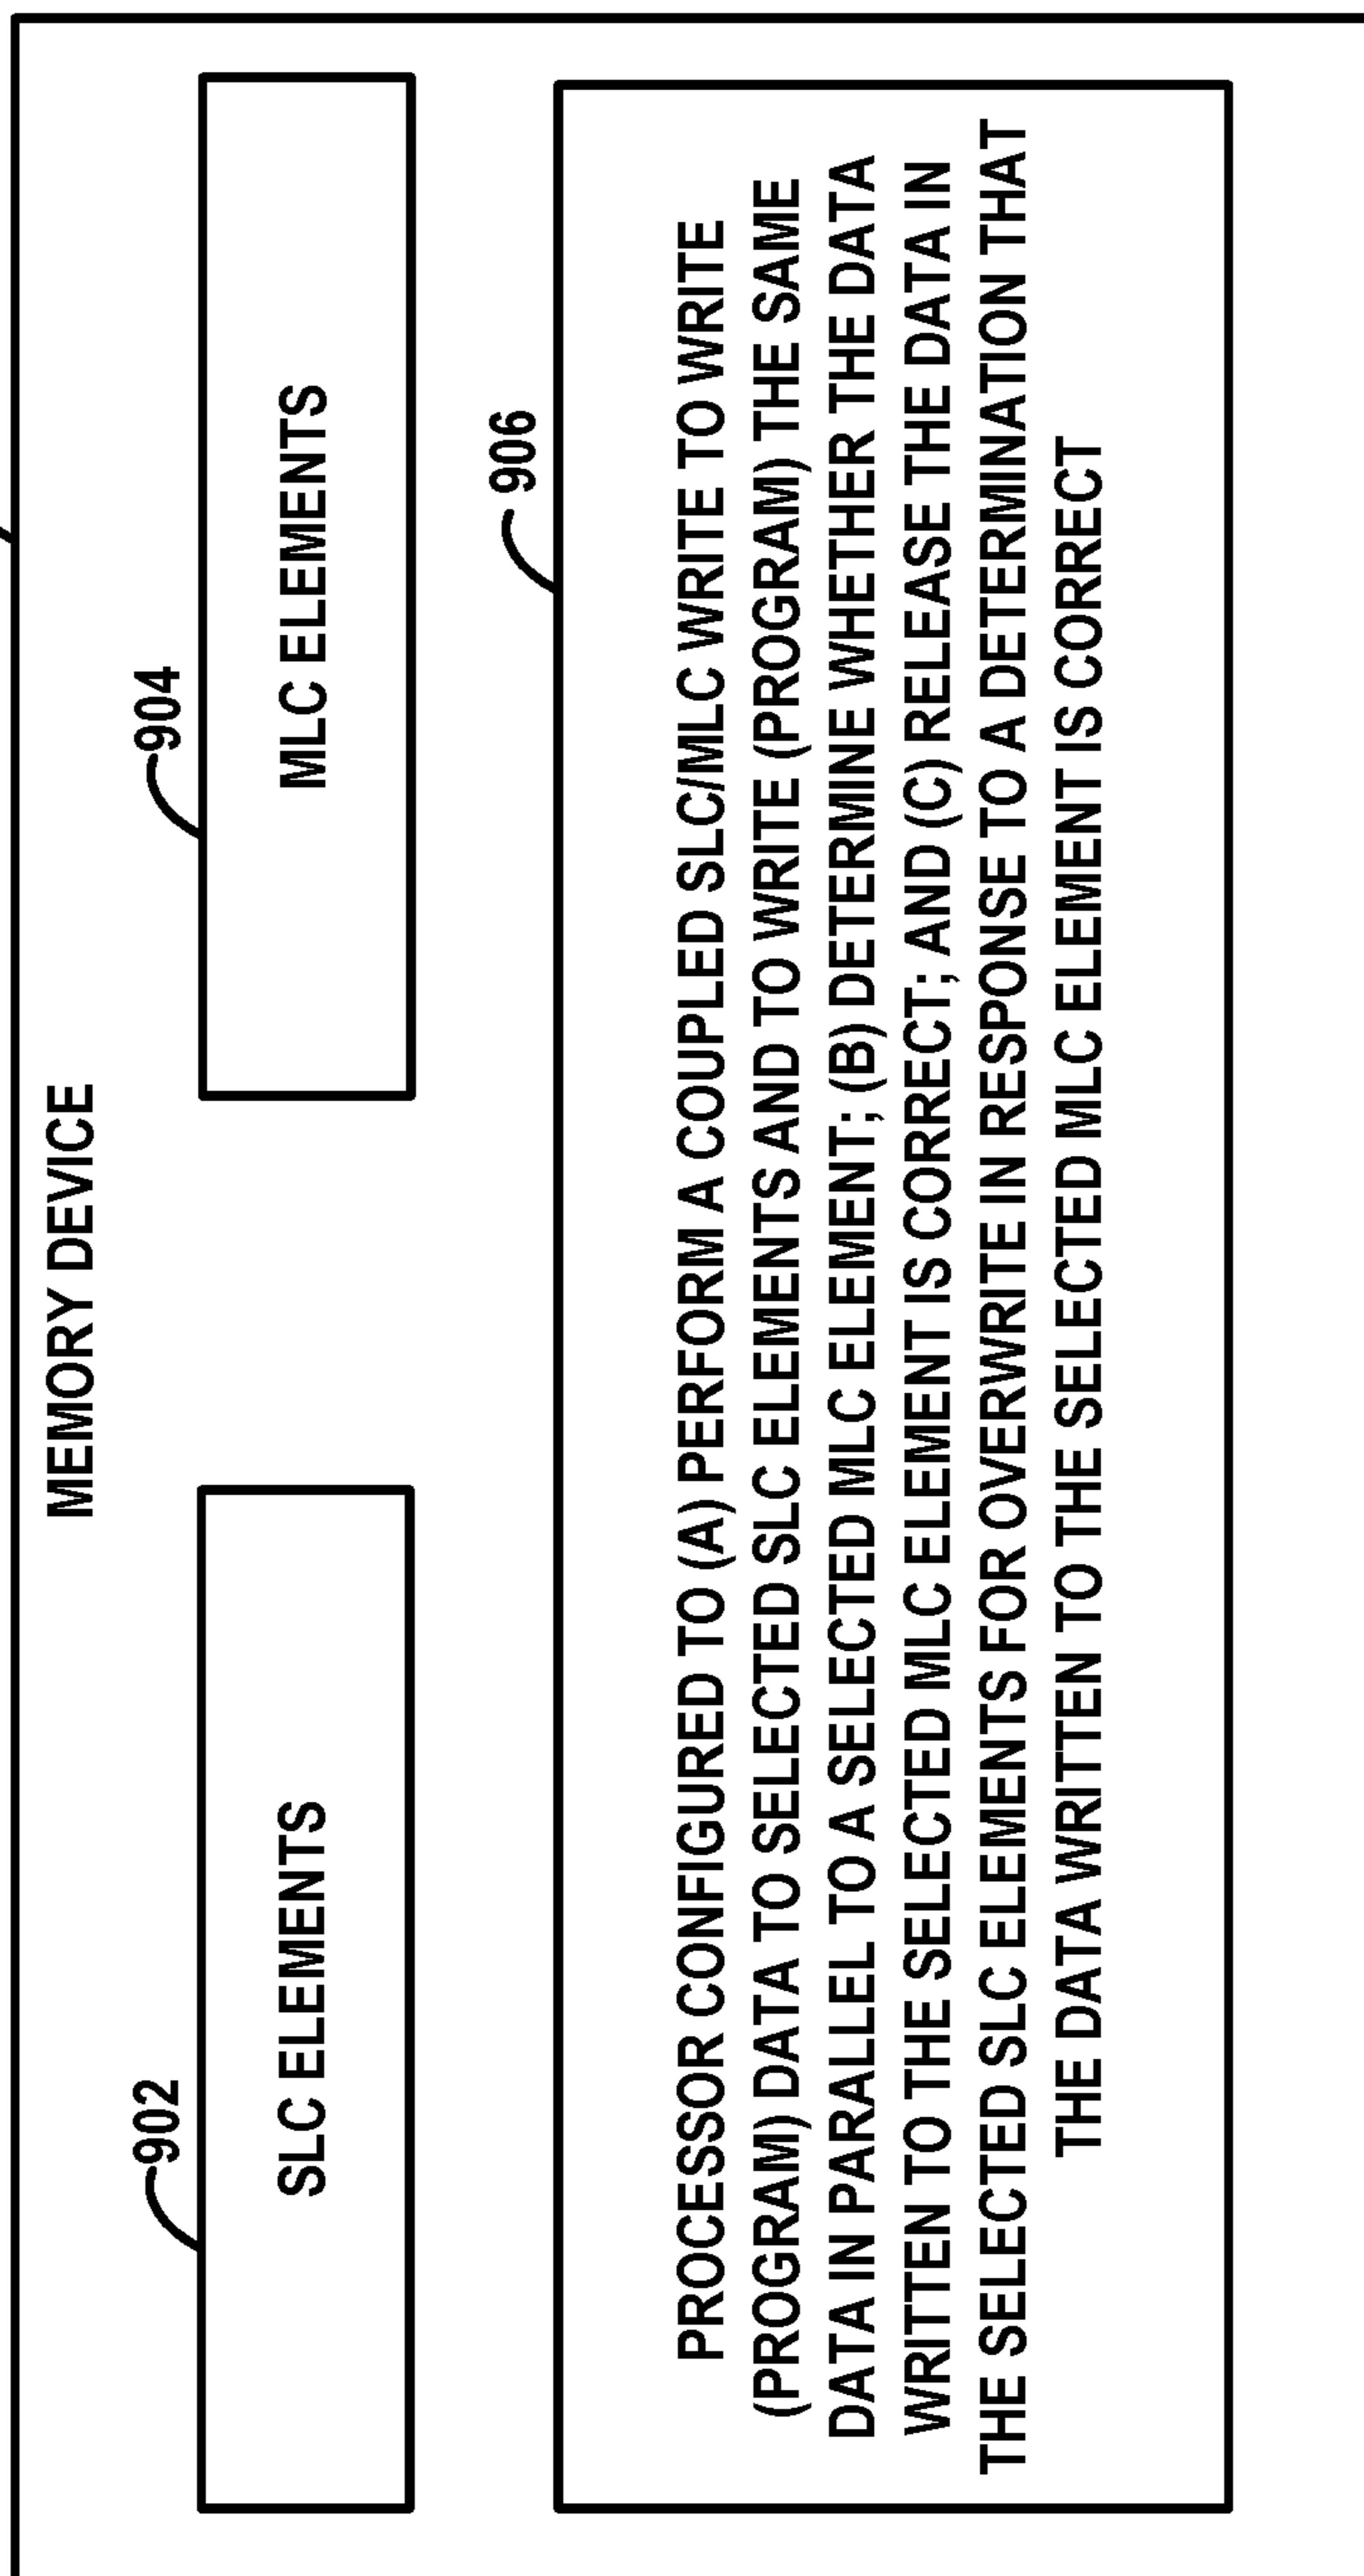 MEMORY DEVICE
902
SLC ELEMENTS
904
MLC ELEMENTS
906
PROCESSOR CONFIGURED TO (A) PERFORM A COUPLED SLC/MLC WRITE TO WRITE
(PROGRAM) DATA TO SELECTED SLC ELEMENTS AND TO WRITE (PROGRAM) THE SAME
DATA IN PARALLEL TO A SELECTED MLC ELEMENT; (B) DETERMINE WHETHER THE DATA
WRITTEN TO THE SELECTED MLC ELEMENT IS CORRECT; AND (C) RELEASE THE DATA IN
THE SELECTED SLC ELEMENTS FOR OVERWRITE IN RESPONSE TO A DETERMINATION THAT
THE DATA WRITTEN TO THE SELECTED MLC ELEMENT IS CORRECT